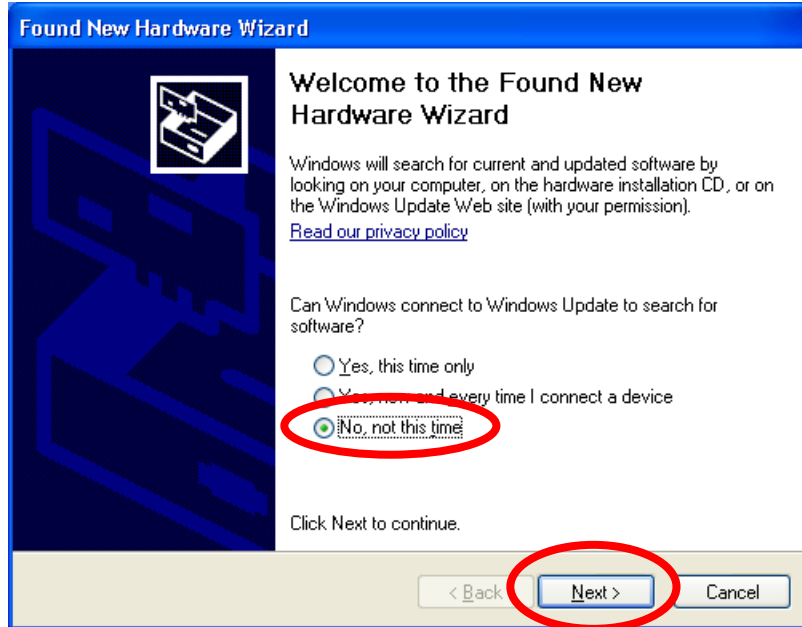 Found New Hardware Wizard
Welcome to the Found New
Hardware Wizard
Windows will search for current and updated software by
looking on your computer, on the hardware installation CD, or on
the Windows Update Web site (with your permission).
Read our privacy policy
Can Windows connect to Windows Update to search for
software?
Yes, this time only
Yes, now and every time I connect a device
No, not this time
Click Next to continue.
< Back
Next >
Cancel